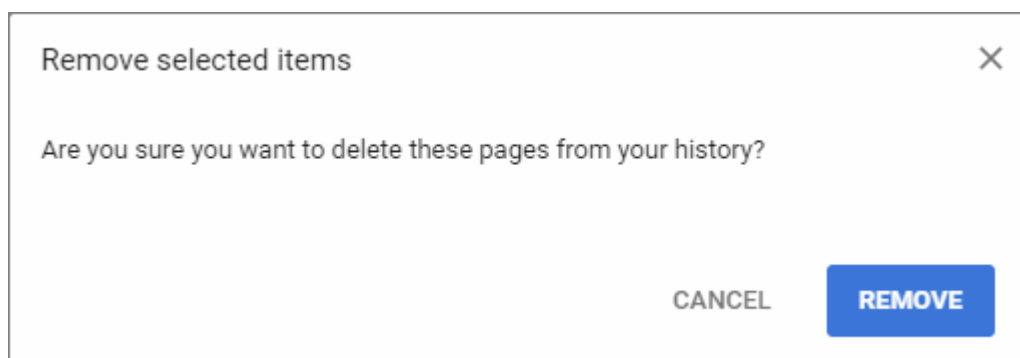 Remove selected items
Are you sure you want to delete these pages from your history?
CANCEL REMOVE